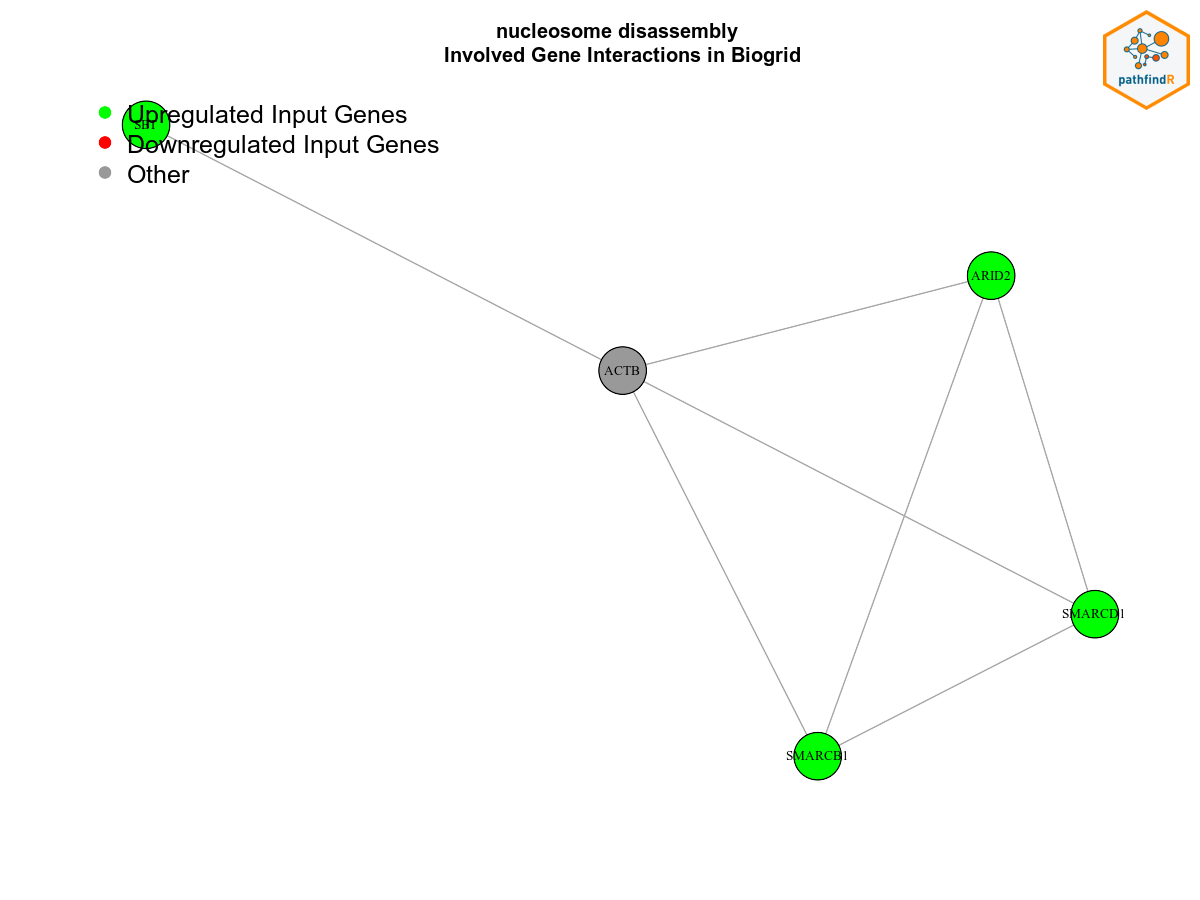 nucleosome disassembly
Involved Gene Interactions in Biogrid
pathfindR
Upregulated Input Genes
Downregulated Input Genes
Other
ARID2
ACTB
SMARCD1
SMARCB1